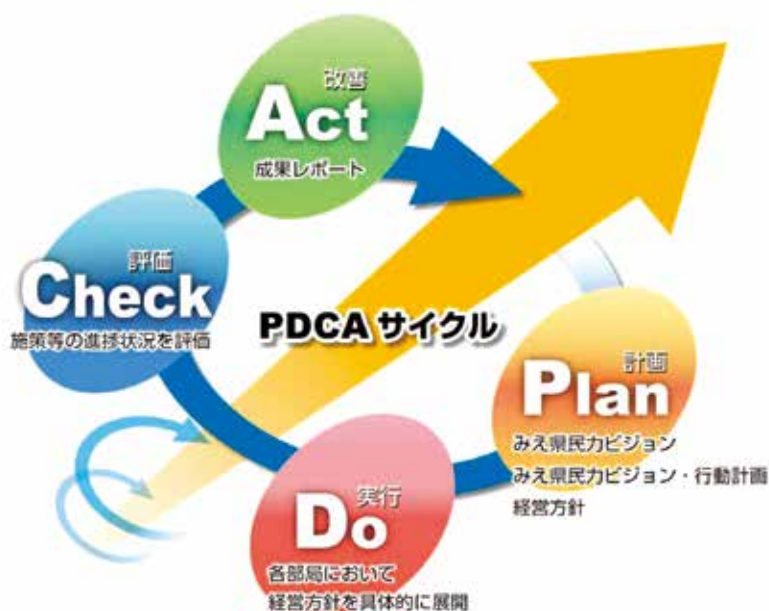 改善
Act
成果レポート
評価
Check
施策等の進捗状況を評価
PDCA サイクル
計画
Plan
みえ県民力ビジョン
みえ県民力ビジョン・行動計画
経営方針
実行
Do
各部局において
経営方針を具体的に展開